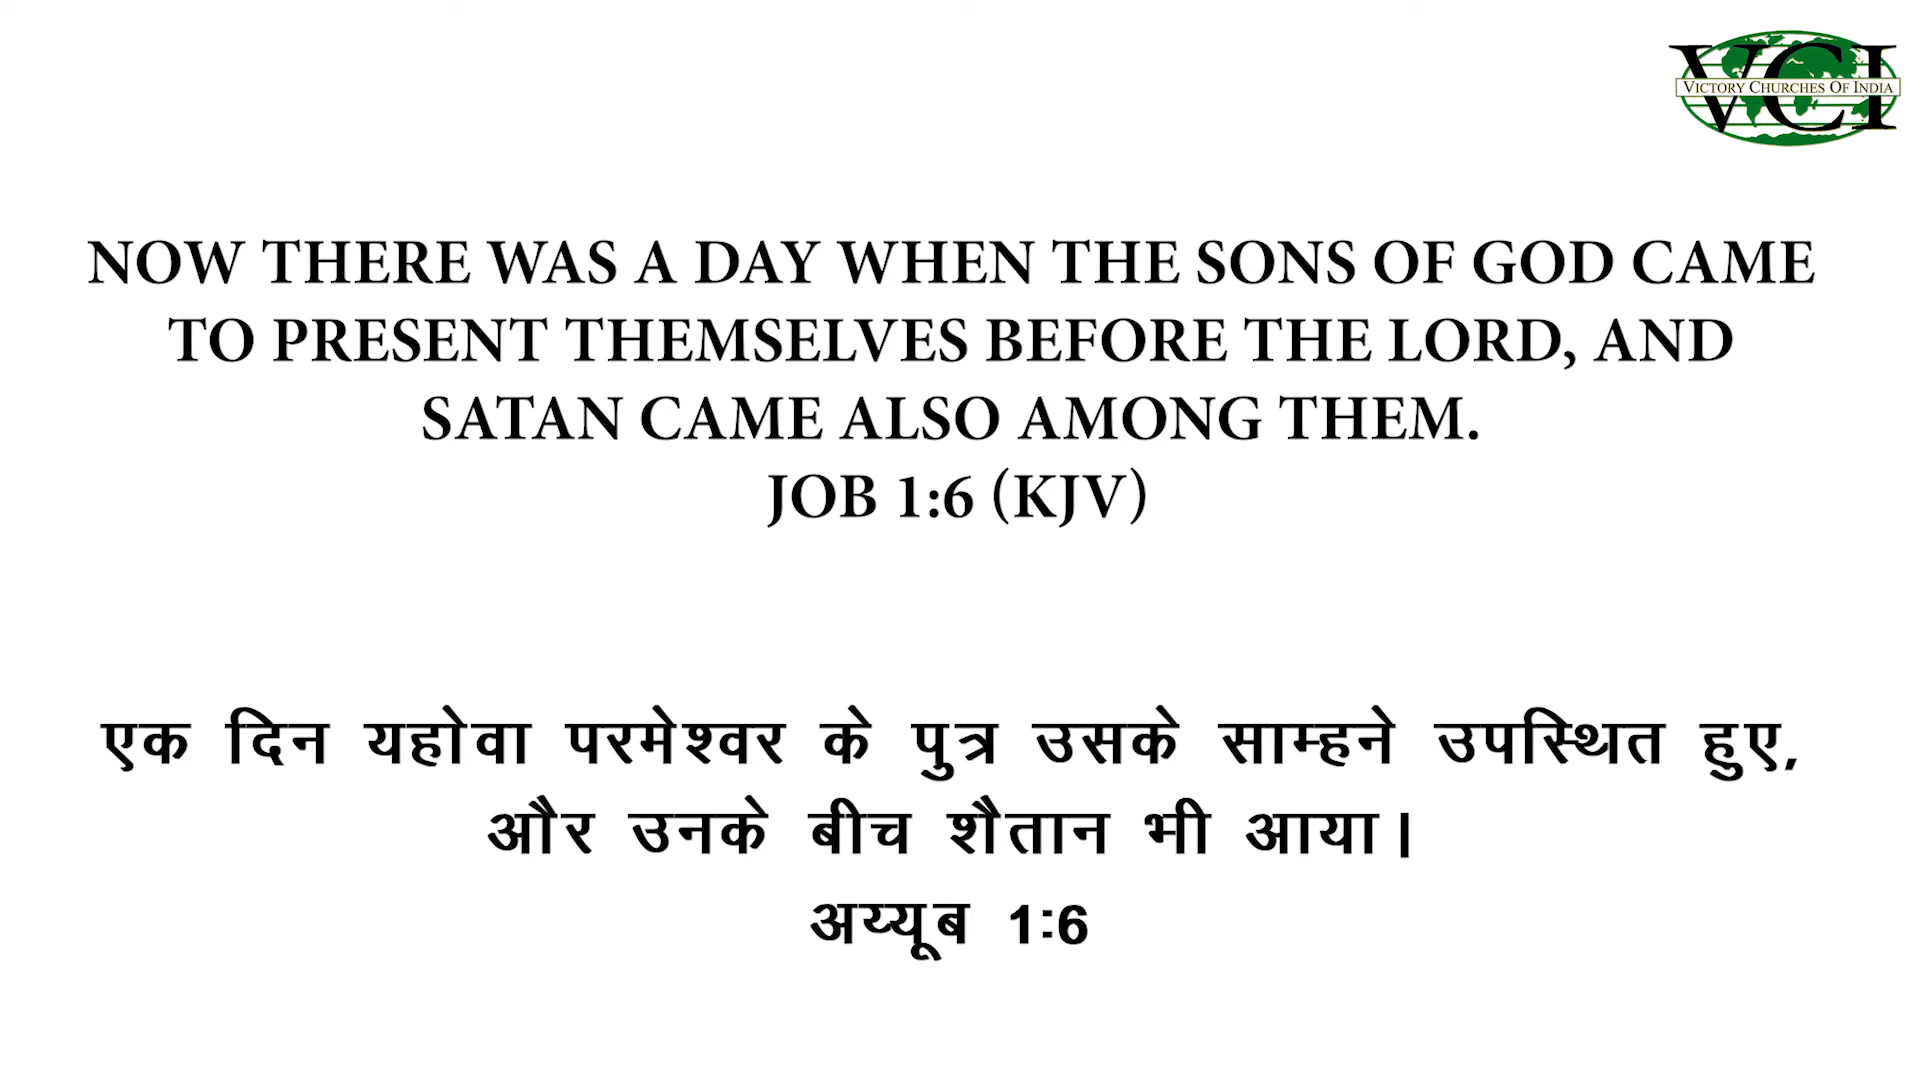 VCI
VICTORY CHURCHES OF INDIA
NOW THERE WAS A DAY WHEN THE SONS OF GOD CAME
TO PRESENT THEMSELVES BEFORE THE LORD, AND
SATAN CAME ALSO AMONG THEM.
JOB 1:6 (KJV)
एक दिन यहोवा परमेश्वर के पुत्र उसके साम्हने उपस्थित हुए,
और उनके बीच शैतान भी आया।
अय्यूब 1:6